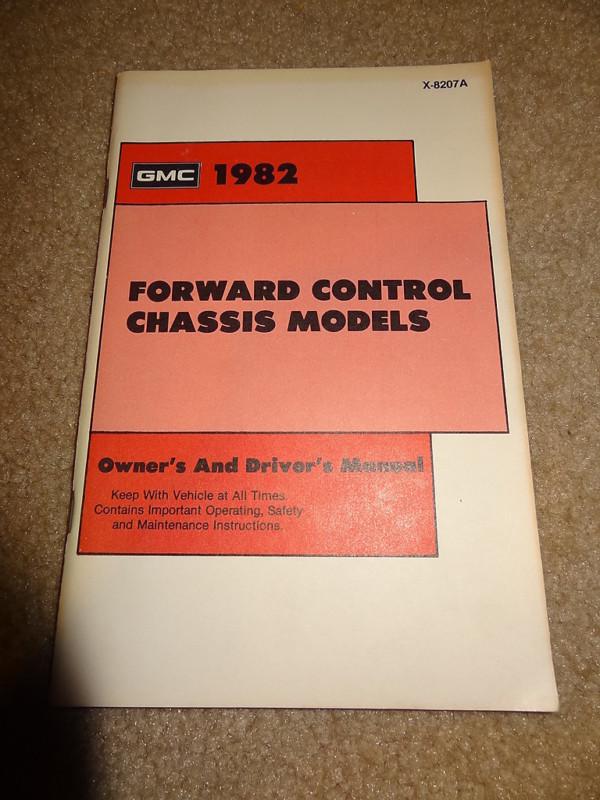 X-8207A
GMC 1982
FORWARD CONTROL
CHASSIS MODELS
Owner's And Driver's Manual
Keep With Vehicle at All Times.
Contains Important Operating, Safety
and Maintenance Instructions.